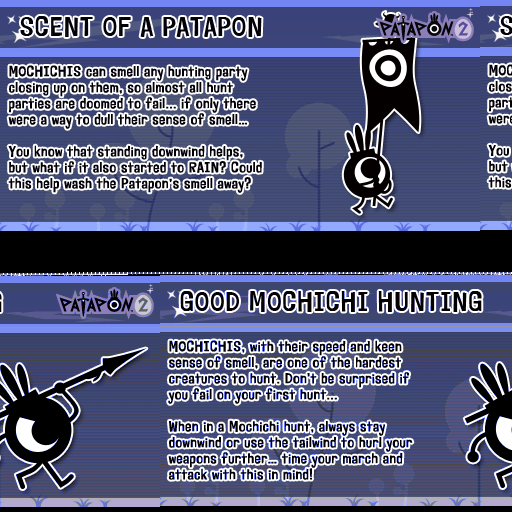 SCENT OF A PATAPON
PATAPON 2
S
MOCHICHIS can smell any hunting party
closing up on them, so almost all hunt
parties are doomed to fail... if only there
were a way to dull their sense of smell...
You know that standing downwind helps,
but what if it also started to RAIN? Could
this help wash the Patapon's smell away?
MOC
clos
part
were
You
but
this
G
PATAPON 2
GOOD MOCHICHI HUNTING
MOCHICHIS, with their speed and keen
sense of smell, are one of the hardest
creatures to hunt. Don't be surprised if
you fail on your first hunt...
When in a Mochichi hunt, always stay
downwind or use the tailwind to hurl your
weapons further... time your march and
attack with this in mind!